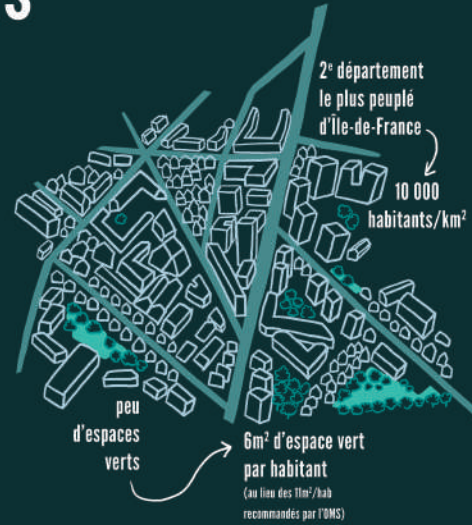 S
2e département
le plus peuplé
d'Île-de-France
10 000
habitants/km²
peu
d'espaces
verts
6m² d'espace vert
par habitant
(au lieu des 11m²/hab
recommandés par l'OMS)